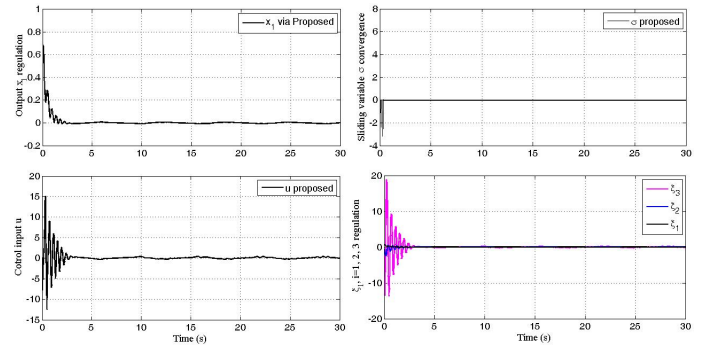 x1 via Proposed
Output x1 regulation
1
0.8
0.6
0.4
0.2
0
-0.2
0 5 10 15 20 25 30
σ proposed
Sliding variable σ convergence
8
6
4
2
0
-2
-4
0 5 10 15 20 25 30
u proposed
Cotrol input u
20
15
10
5
0
-5
-10
-15
0 5 10 15 20 25 30
Time (s)
ξ3
ξ2
ξ1
ξ1, i=1, 2, 3 regulation
20
10
0
-10
-20
0 5 10 15 20 25 30
Time (s)